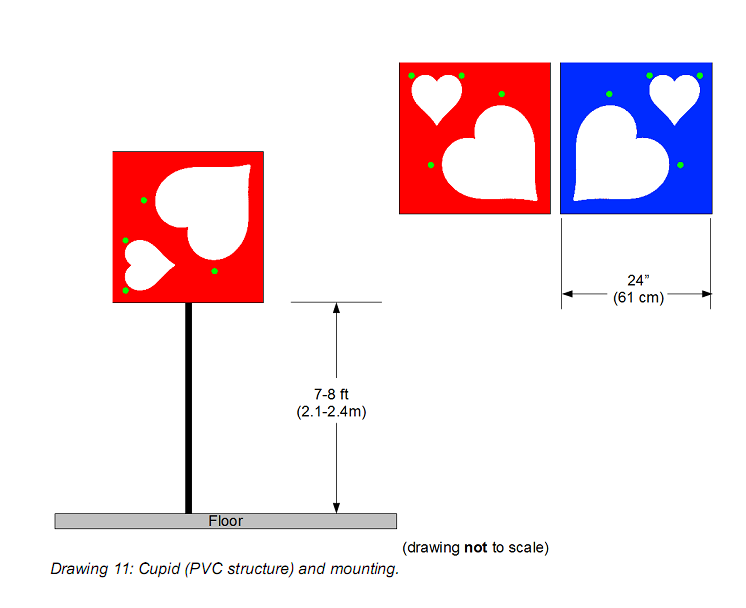 24”
(61 cm)
7-8 ft
(2.1-2.4m)
Floor
(drawing not to scale)
Drawing 11: Cupid (PVC structure) and mounting.